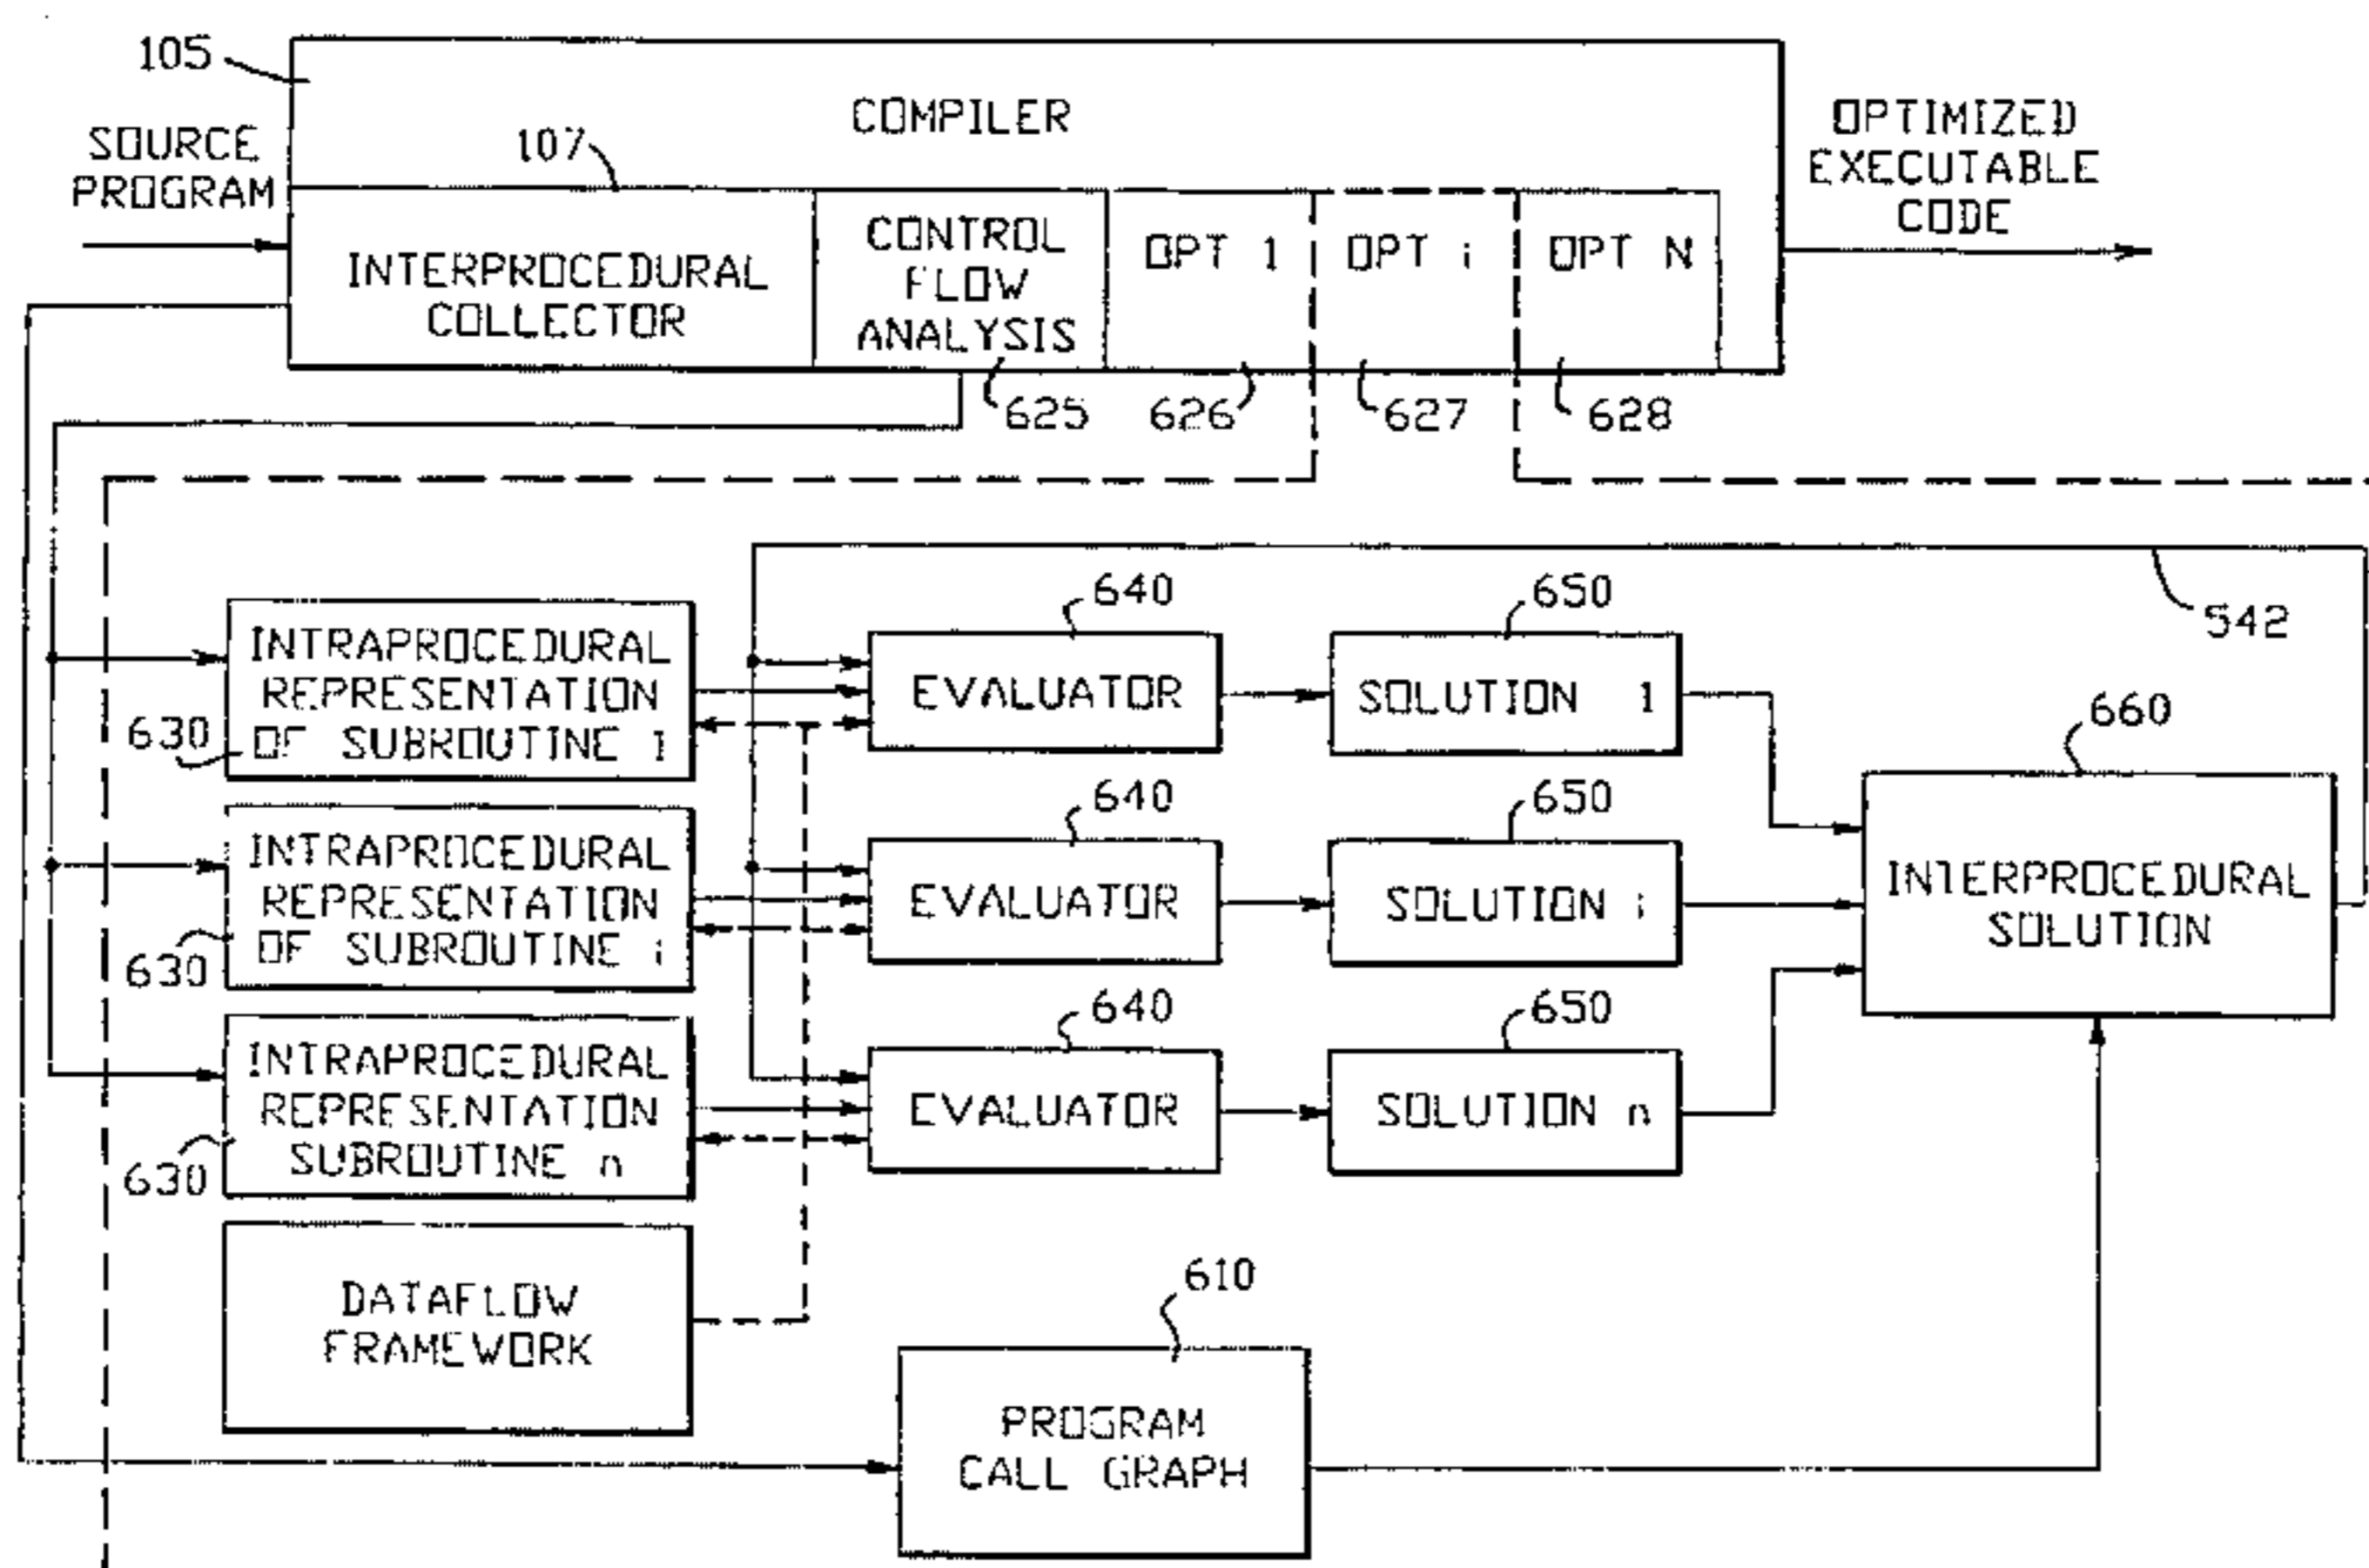 105
COMPILER
SOURCE
PROGRAM
107
OPTIMIZED
EXECUTABLE
CODE
INTERPROCEDURAL
COLLECTOR
CONTROL
FLOW
ANALYSIS
OPT 1
OPT i
OPT N
625
626
627
628
542
INTRAPROCEDURAL
REPRESENTATION
OF SUBROUTINE 1
630
640
EVALUATOR
650
SOLUTION 1
660
INTERPROCEDURAL
SOLUTION
INTRAPROCEDURAL
REPRESENTATION
OF SUBROUTINE i
630
640
EVALUATOR
650
SOLUTION i
INTRAPROCEDURAL
REPRESENTATION
SUBROUTINE n
630
640
EVALUATOR
650
SOLUTION n
DATAFLOW
FRAMEWORK
610
PROGRAM
CALL GRAPH